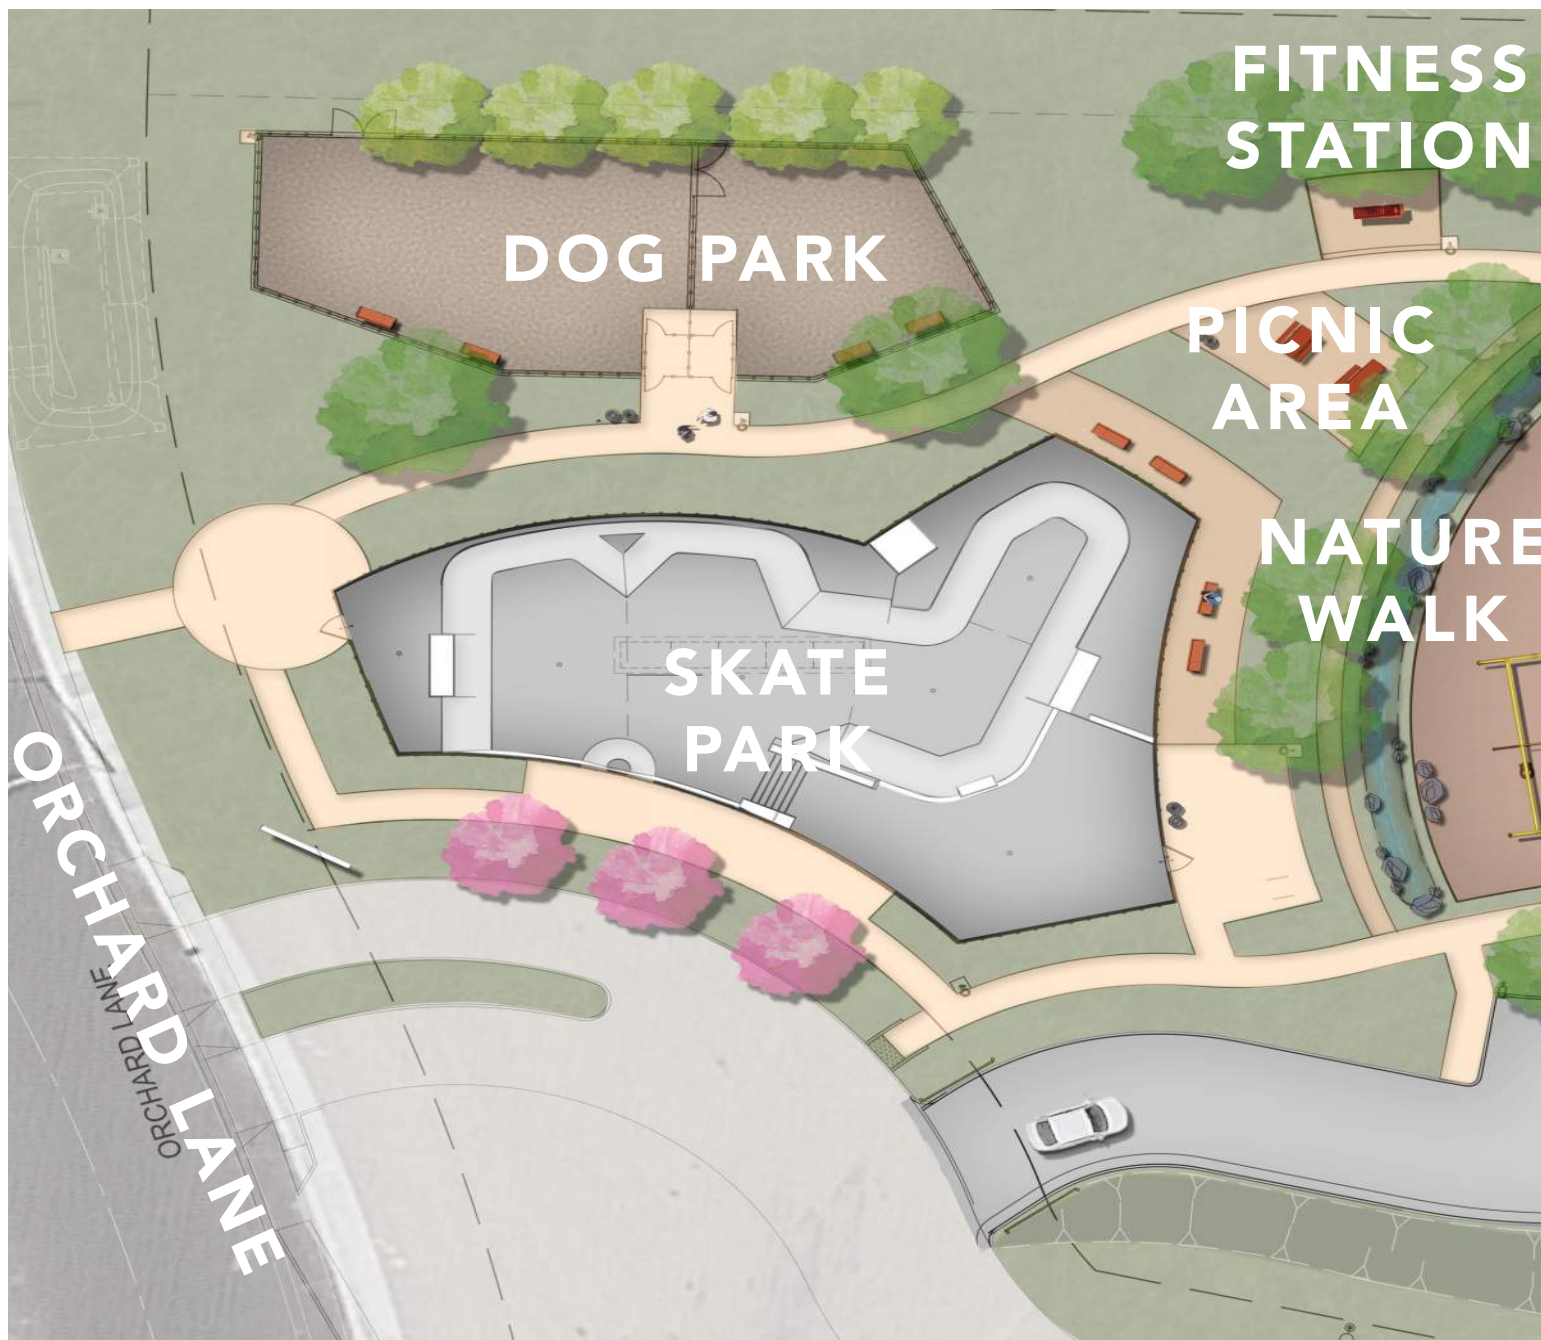 FITNESS
STATION
DOG PARK
PICNIC
AREA
NATURE
WALK
SKATE
PARK
ORCHARD LANE
ORCHARD LANE